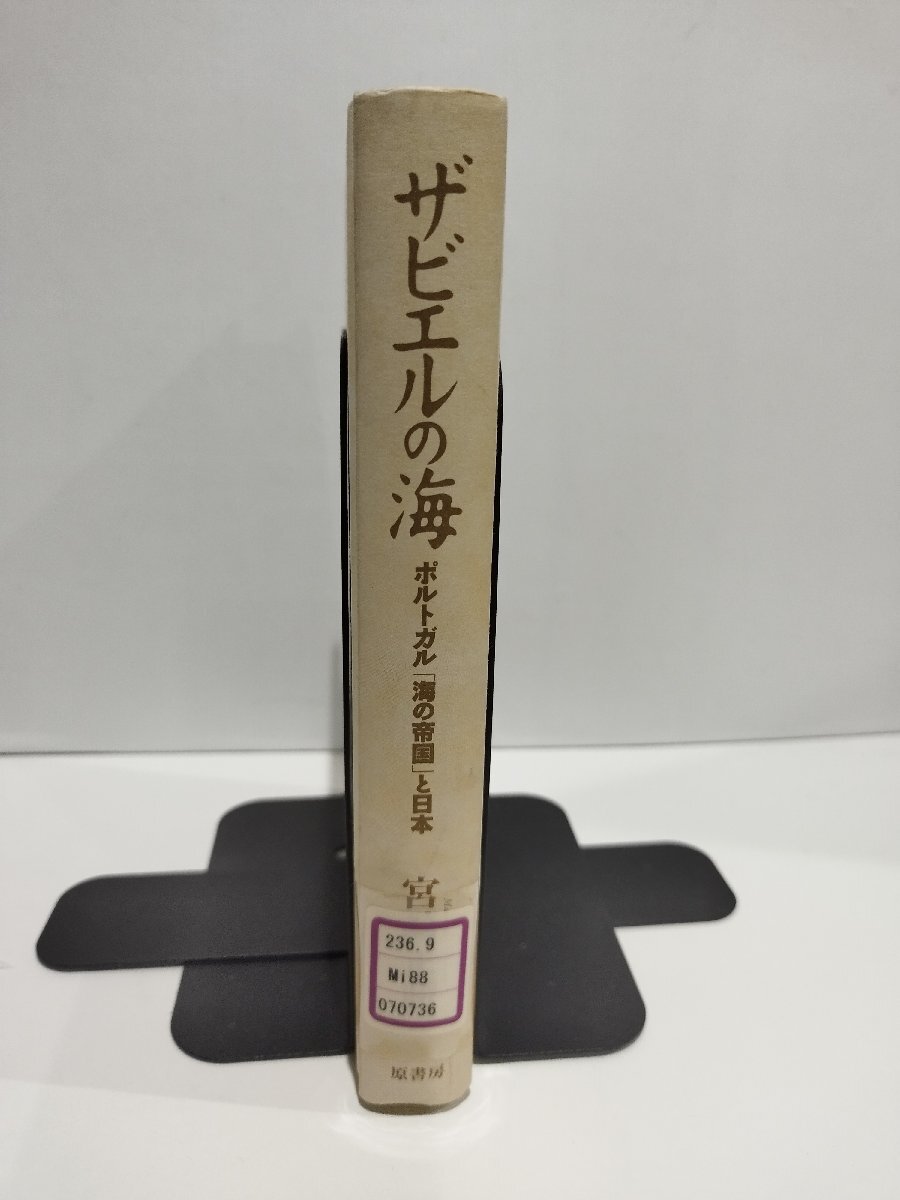 ザビエルの海
ポルトガル「海の帝国」と日本
宮
236.9
Mi88
070736
原書房